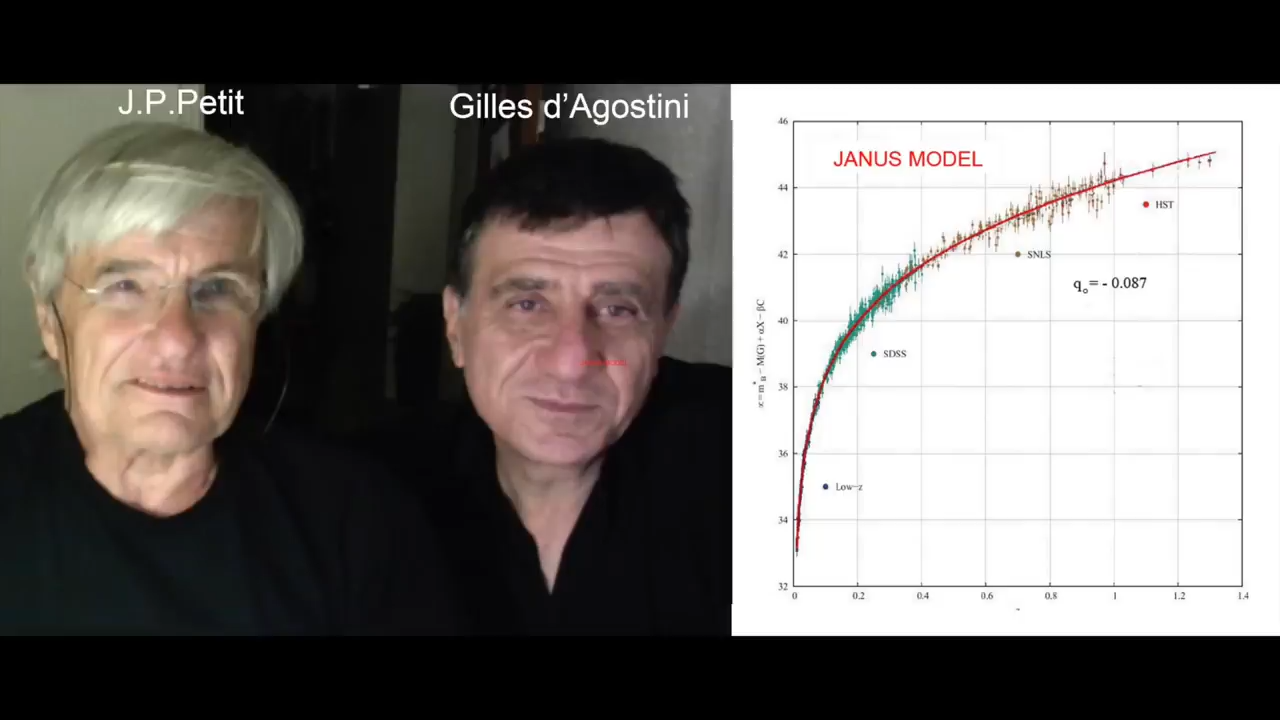 J.P.Petit
Gilles d’Agostini
JANUS MODEL
46
44
42
40
38
36
34
32
HST
SNLS
q₀= - 0.087
SDSS
Low-z
0
0.2
0.4
0.6
0.8
1
1.2
1.4